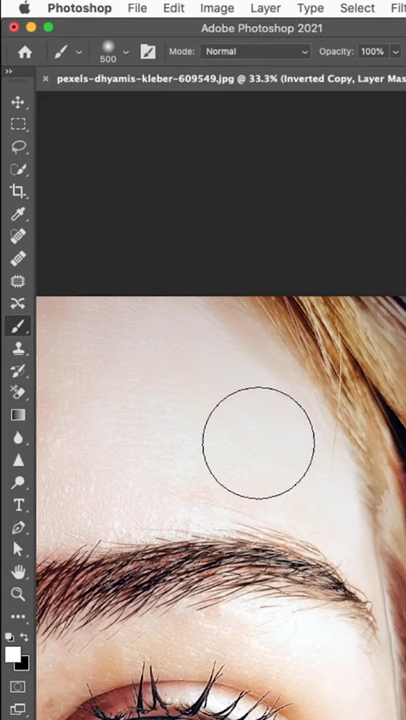 Photoshop File Edit Image Layer Type Select
Adobe Photoshop 2021
500 Mode: Normal Opacity: 100%
pexels-dhyamis-kleber-609549.jpg @ 33.3% (Inverted Copy, Layer Mas
T